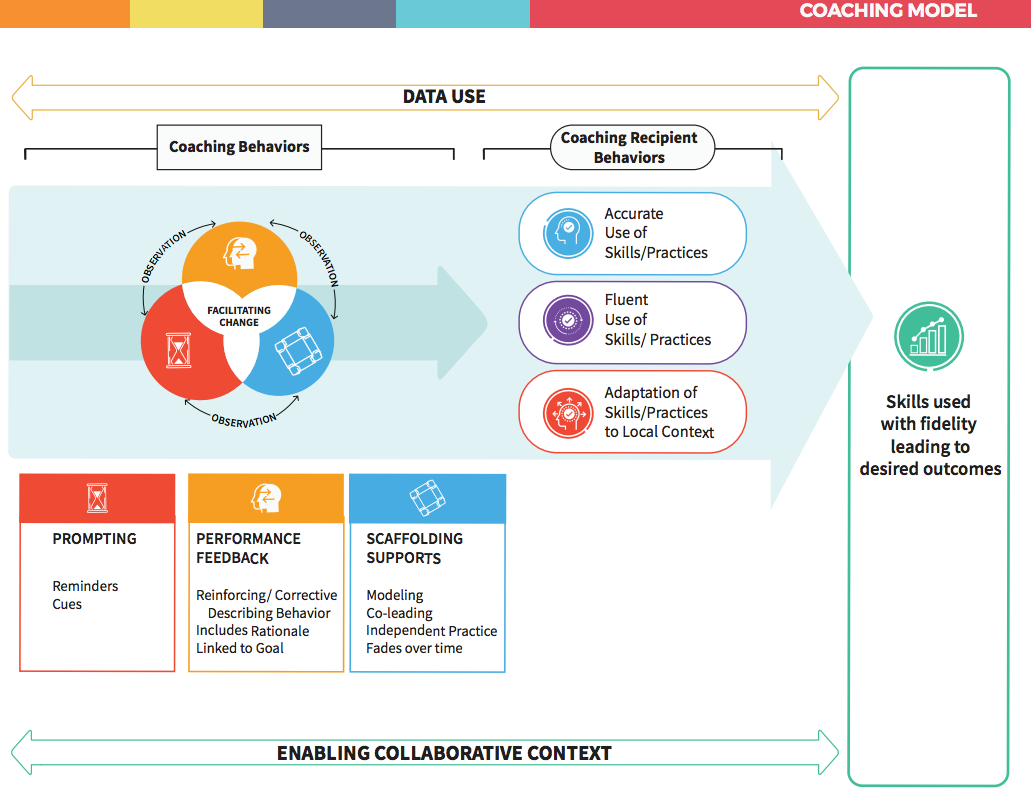 COACHING MODEL
DATA USE
Coaching Behaviors
Coaching Recipient
Behaviors
OBSERVATION
OBSERVATION
FACILITATING
CHANGE
OBSERVATION
Accurate
Use of
Skills/Practices
Fluent
Use of
Skills/ Practices
Adaptation of
Skills/Practices
to Local Context
Skills used
with fidelity
leading to
desired outcomes
PROMPTING
Reminders
Cues
PERFORMANCE
FEEDBACK
Reinforcing/ Corrective
Describing Behavior
Includes Rationale
Linked to Goal
SCAFFOLDING
SUPPORTS
Modeling
Co-leading
Independent Practice
Fades over time
ENABLING COLLABORATIVE CONTEXT